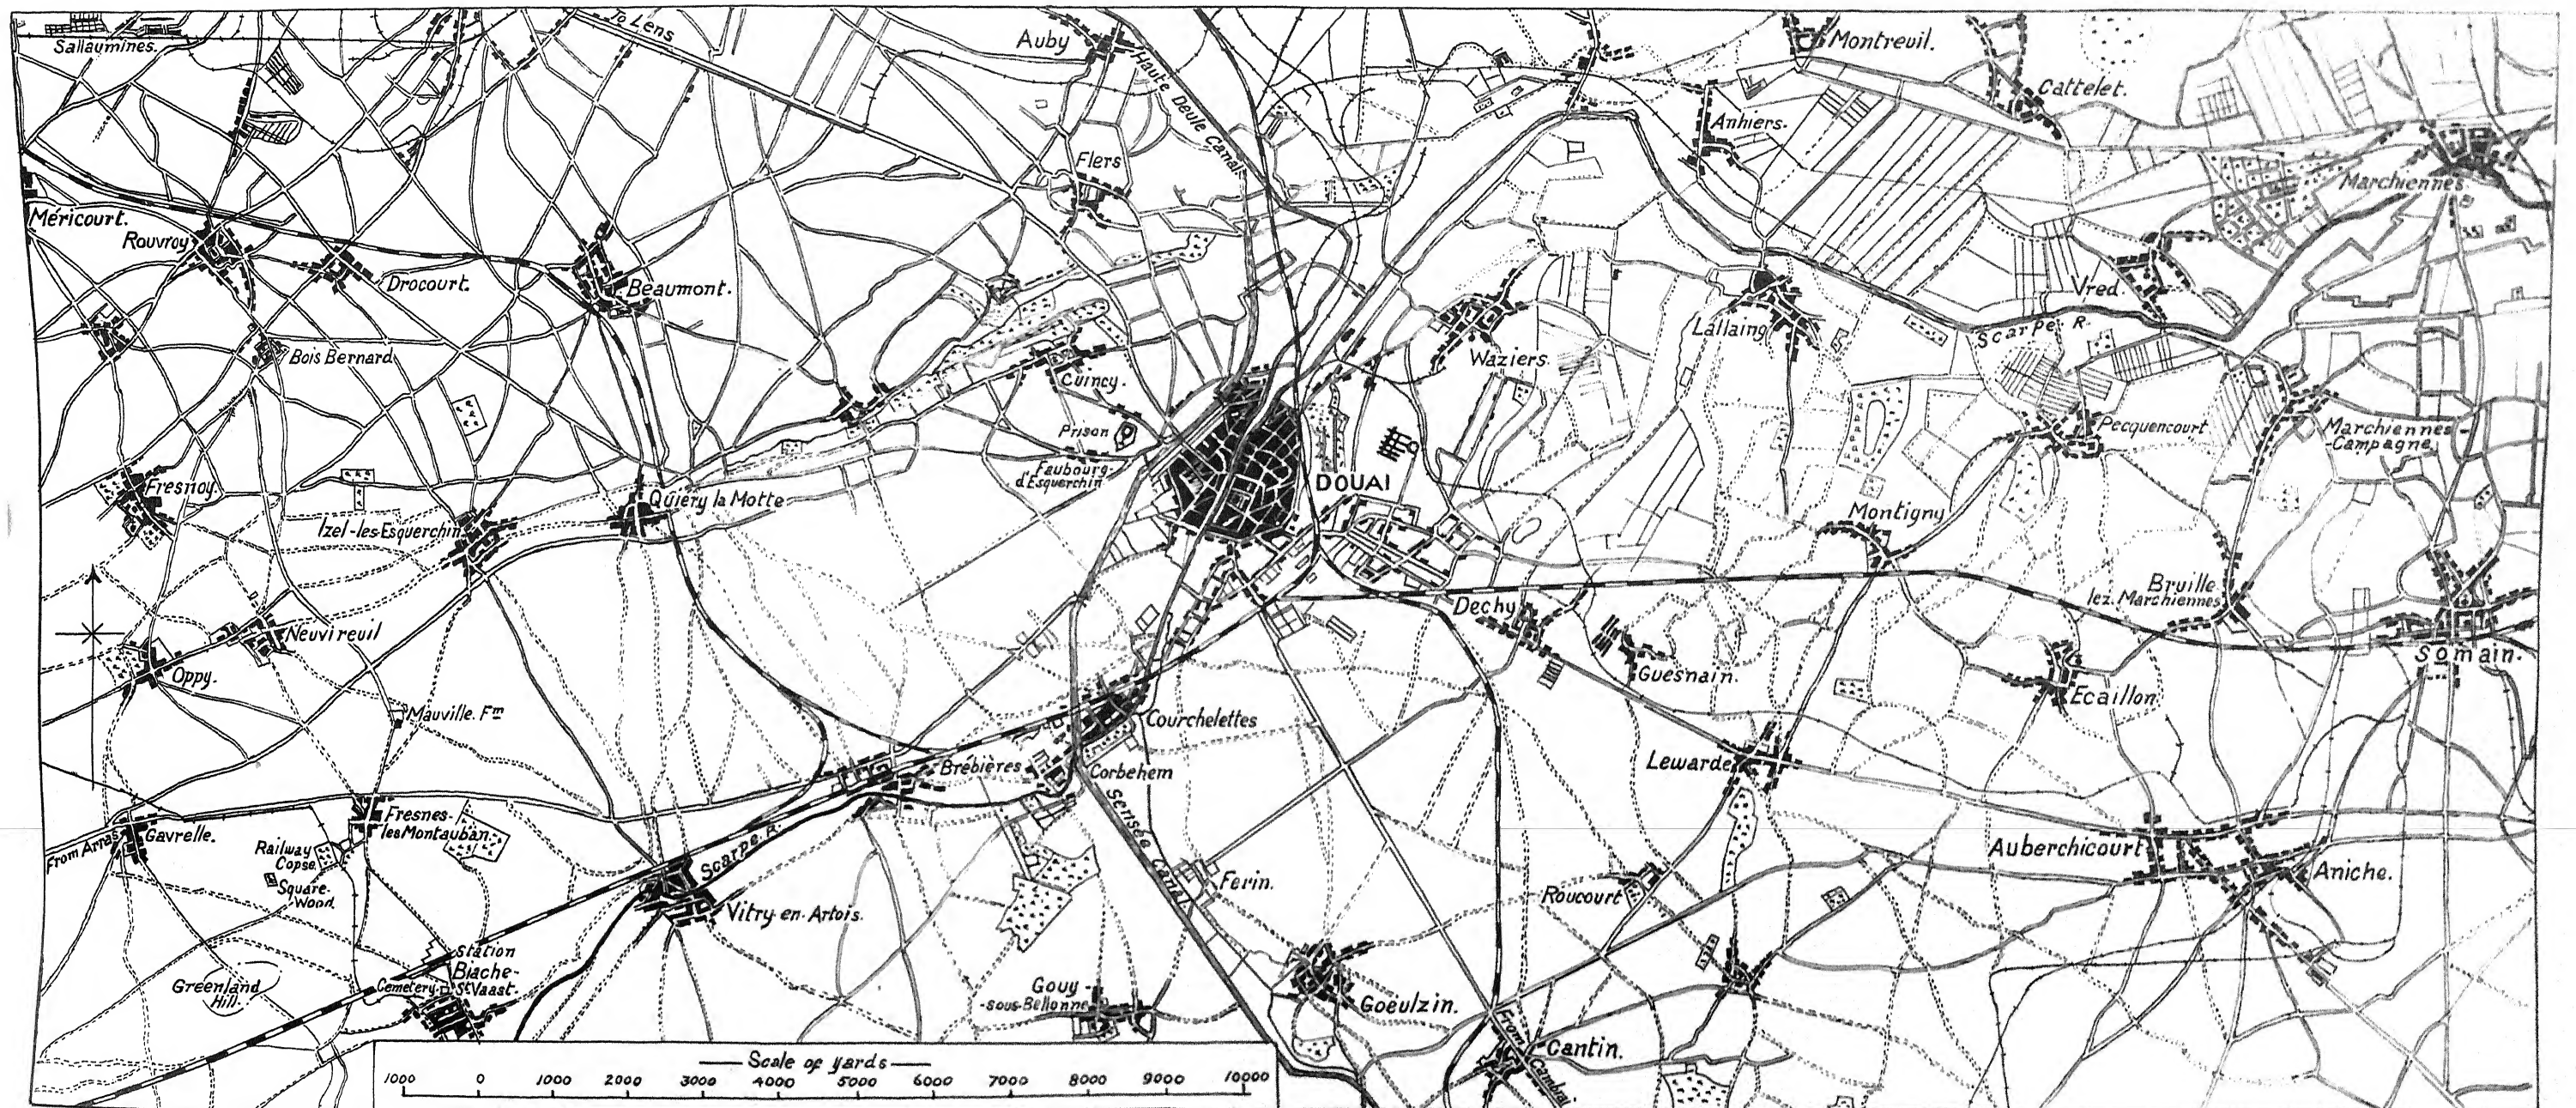 Sallaumines.
To Lens
Auby
Haute Deule Canal
Montreuil.
Cattelet.
Anhiers.
Flers
Marchiennes.
Méricourt.
Rouvroy
Drocourt.
Beaumont.
Vred.
Lallaing
Scarpe R.
Bois Bernard
Waziers.
Cuincy.
Prison
Pecquencourt
Marchiennes-
-Campagne.
Faubourg-
d'Esquerchin
DOUAI
Fresnoy.
Quiery la Motte
Izel-les-Esquerchin
Montigny
Bruille
lez. Marchiennes
Dechy
Neuvireuil
Oppy.
Guesnain.
Somain.
Ecaillon
Mauville. Fm
Courchelettes
Brébières
Corbehem
Lewarde
Sensée Canal
Fresnes-
les Montauban.
From Arras
Gavrelle.
Railway
Copse.
Square-
Wood.
Scarpe. R.
Auberchicourt
Aniche.
Ferin.
Roucourt
Vitry-en-Artois.
Station
Biache-
St Vaast.
Cemetery
Greenland
Hill.
Gouy-
-sous-Bellonne
Goeulzin.
From Cambrai
Cantin.
Scale of yards
1000 0 1000 2000 3000 4000 5000 6000 7000 8000 9000 10000